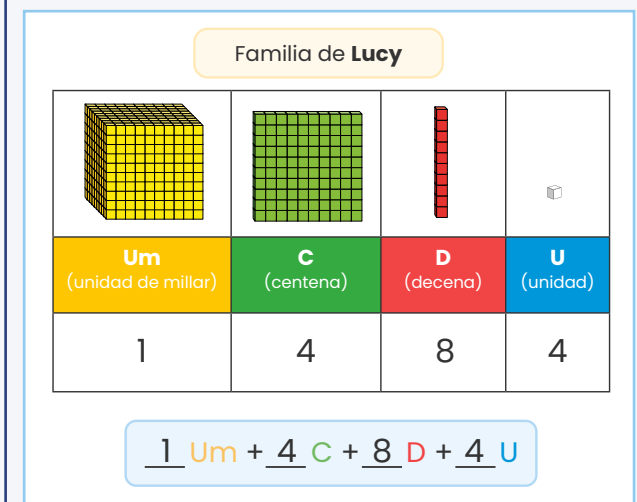 Familia de Lucy
Um C D U
(unidad de millar) (centena) (decena) (unidad)
1 4 8 4
1 Um + 4 C + 8 D + 4 U